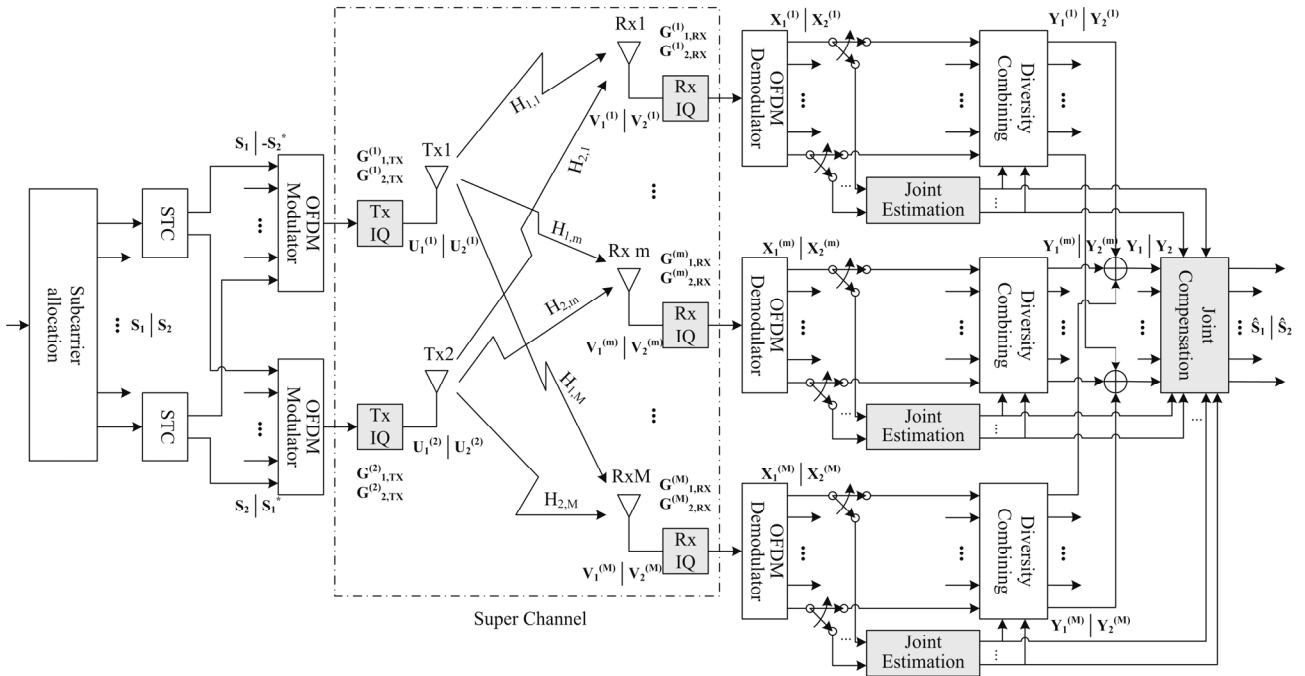 Subcarrier
allocation
S₁ | S₂
STC
STC
S₁ | -S₂*
S₂ | S₁*
OFDM
Modulator
OFDM
Modulator
G⁽¹⁾₁,TX
G⁽¹⁾₂,TX
Tx
IQ
Tx1
U₁⁽¹⁾ | U₂⁽¹⁾
Tx2
Tx
IQ
U₁⁽²⁾ | U₂⁽²⁾
G⁽²⁾₁,TX
G⁽²⁾₂,TX
H₁,₁
H₂,₁
H₁,m
H₂,m
H₁,M
H₂,M
Rx1
G⁽¹⁾₁,RX
G⁽¹⁾₂,RX
Rx
IQ
V₁⁽¹⁾ | V₂⁽¹⁾
Rx m
G⁽ᵐ⁾₁,RX
G⁽ᵐ⁾₂,RX
Rx
IQ
V₁⁽ᵐ⁾ | V₂⁽ᵐ⁾
RxM
G⁽ᴹ⁾₁,RX
G⁽ᴹ⁾₂,RX
Rx
IQ
V₁⁽ᴹ⁾ | V₂⁽ᴹ⁾
Super Channel
X₁⁽¹⁾ | X₂⁽¹⁾
OFDM
Demodulator
Diversity
Combining
Joint
Estimation
Y₁⁽¹⁾ | Y₂⁽¹⁾
X₁⁽ᵐ⁾ | X₂⁽ᵐ⁾
OFDM
Demodulator
Diversity
Combining
Joint
Estimation
Y₁⁽ᵐ⁾ | Y₂⁽ᵐ⁾
Y₁ | Y₂
X₁⁽ᴹ⁾ | X₂⁽ᴹ⁾
OFDM
Demodulator
Diversity
Combining
Joint
Estimation
Y₁⁽ᴹ⁾ | Y₂⁽ᴹ⁾
Joint
Compensation
Ŝ₁ | Ŝ₂